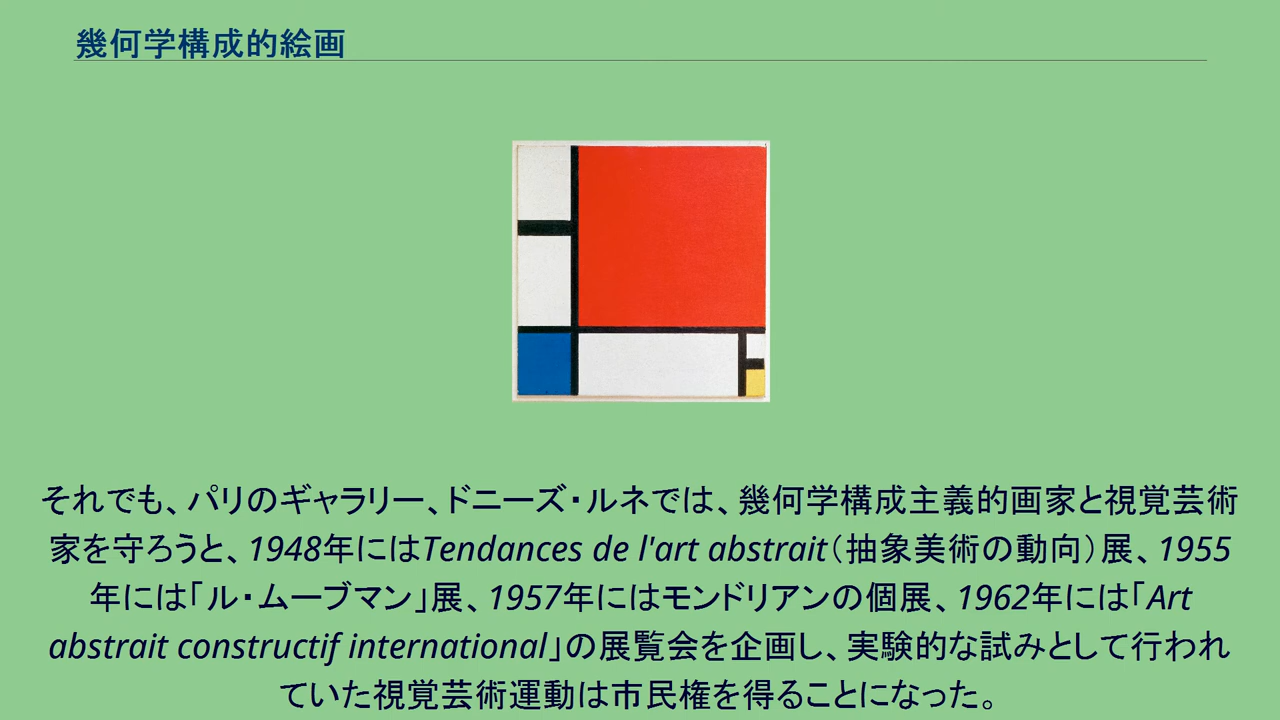 幾何学構成的絵画
それでも、パリのギャラリー、ドニーズ・ルネでは、幾何学構成主義的画家と視覚芸術
家を守ろうと、1948年にはTendances de l'art abstrait（抽象美術の動向）展、1955
年には「ル・ムーブマン」展、1957年にはモンドリアンの個展、1962年には「Art
abstrait constructif international」の展覧会を企画し、実験的な試みとして行われ
ていた視覚芸術運動は市民権を得ることになった。